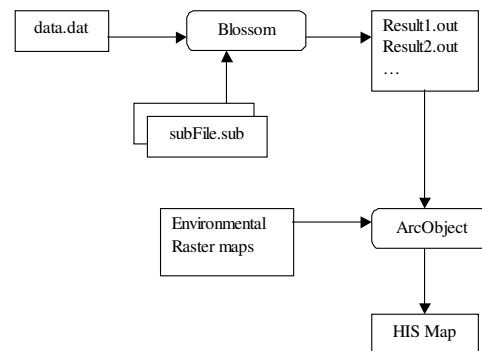 data.dat
Blossom
Result1.out
Result2.out
…
subFile.sub
Environmental
Raster maps
ArcObject
HIS Map